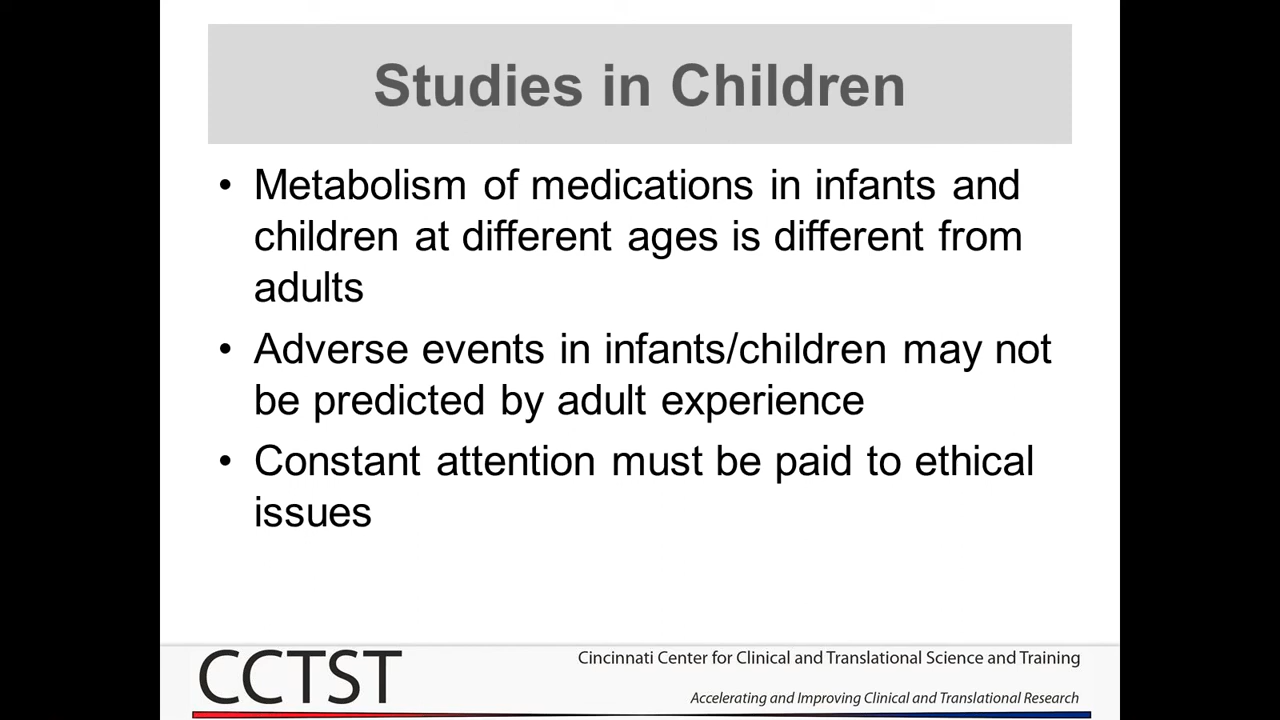 Studies in Children
• Metabolism of medications in infants and
children at different ages is different from
adults
• Adverse events in infants/children may not
be predicted by adult experience
• Constant attention must be paid to ethical
issues
CCTST
Cincinnati Center for Clinical and Translational Science and Training
Accelerating and Improving Clinical and Translational Research